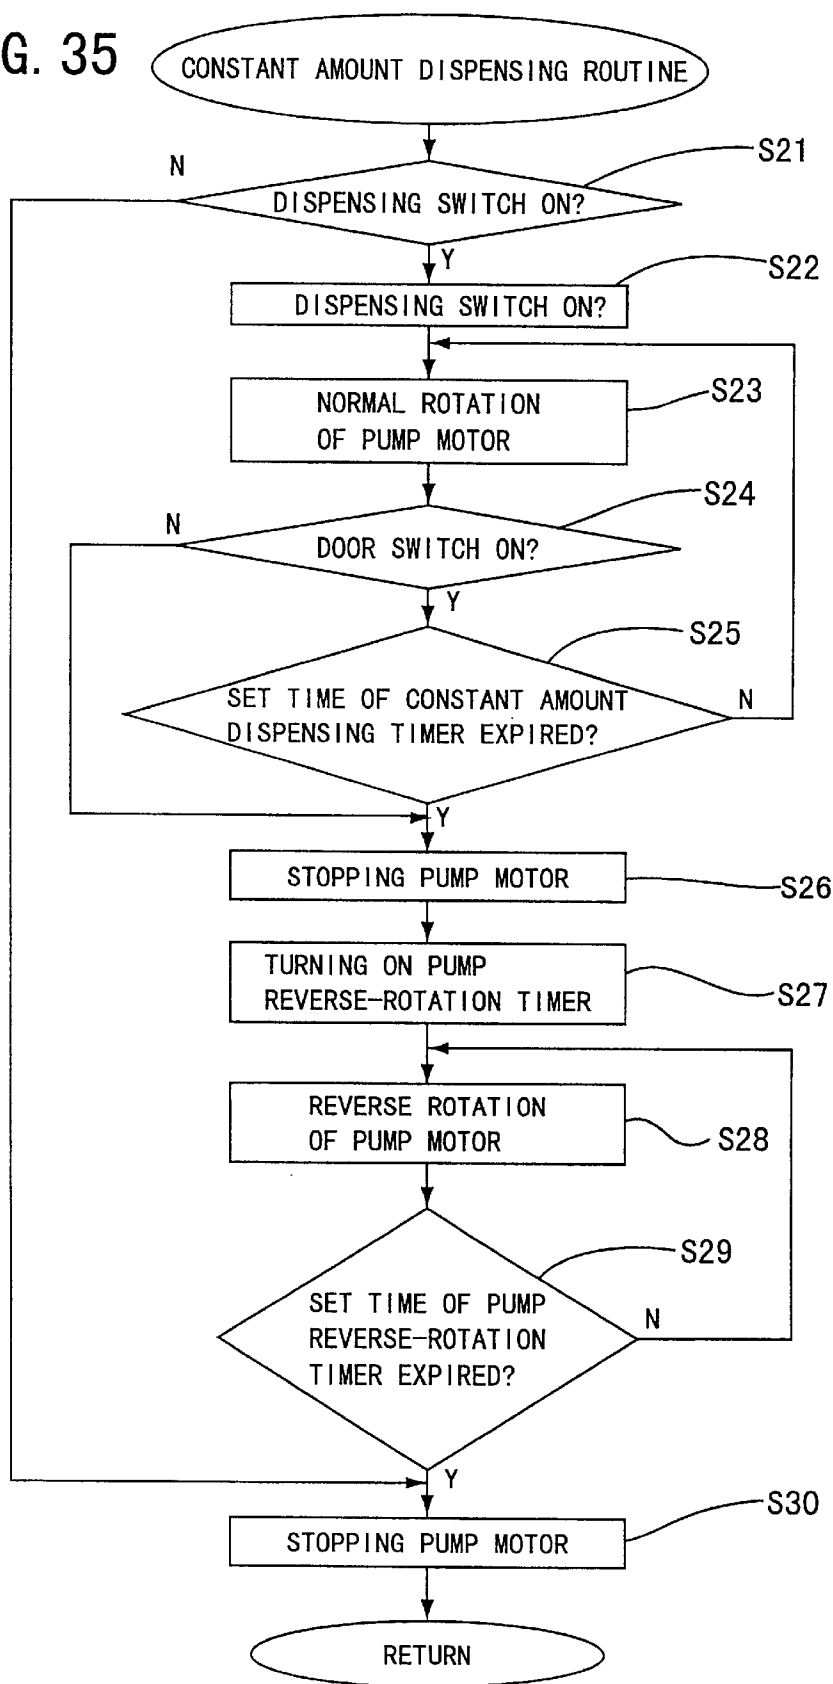 G. 35
CONSTANT AMOUNT DISPENSING ROUTINE
S21
N
DISPENSING SWITCH ON?
Y
S22
DISPENSING SWITCH ON?
S23
NORMAL ROTATION
OF PUMP MOTOR
S24
N
DOOR SWITCH ON?
Y
S25
SET TIME OF CONSTANT AMOUNT
DISPENSING TIMER EXPIRED?
N
Y
STOPPING PUMP MOTOR
S26
TURNING ON PUMP
REVERSE-ROTATION TIMER
S27
REVERSE ROTATION
OF PUMP MOTOR
S28
S29
SET TIME OF PUMP
REVERSE-ROTATION
TIMER EXPIRED?
N
Y
S30
STOPPING PUMP MOTOR
RETURN